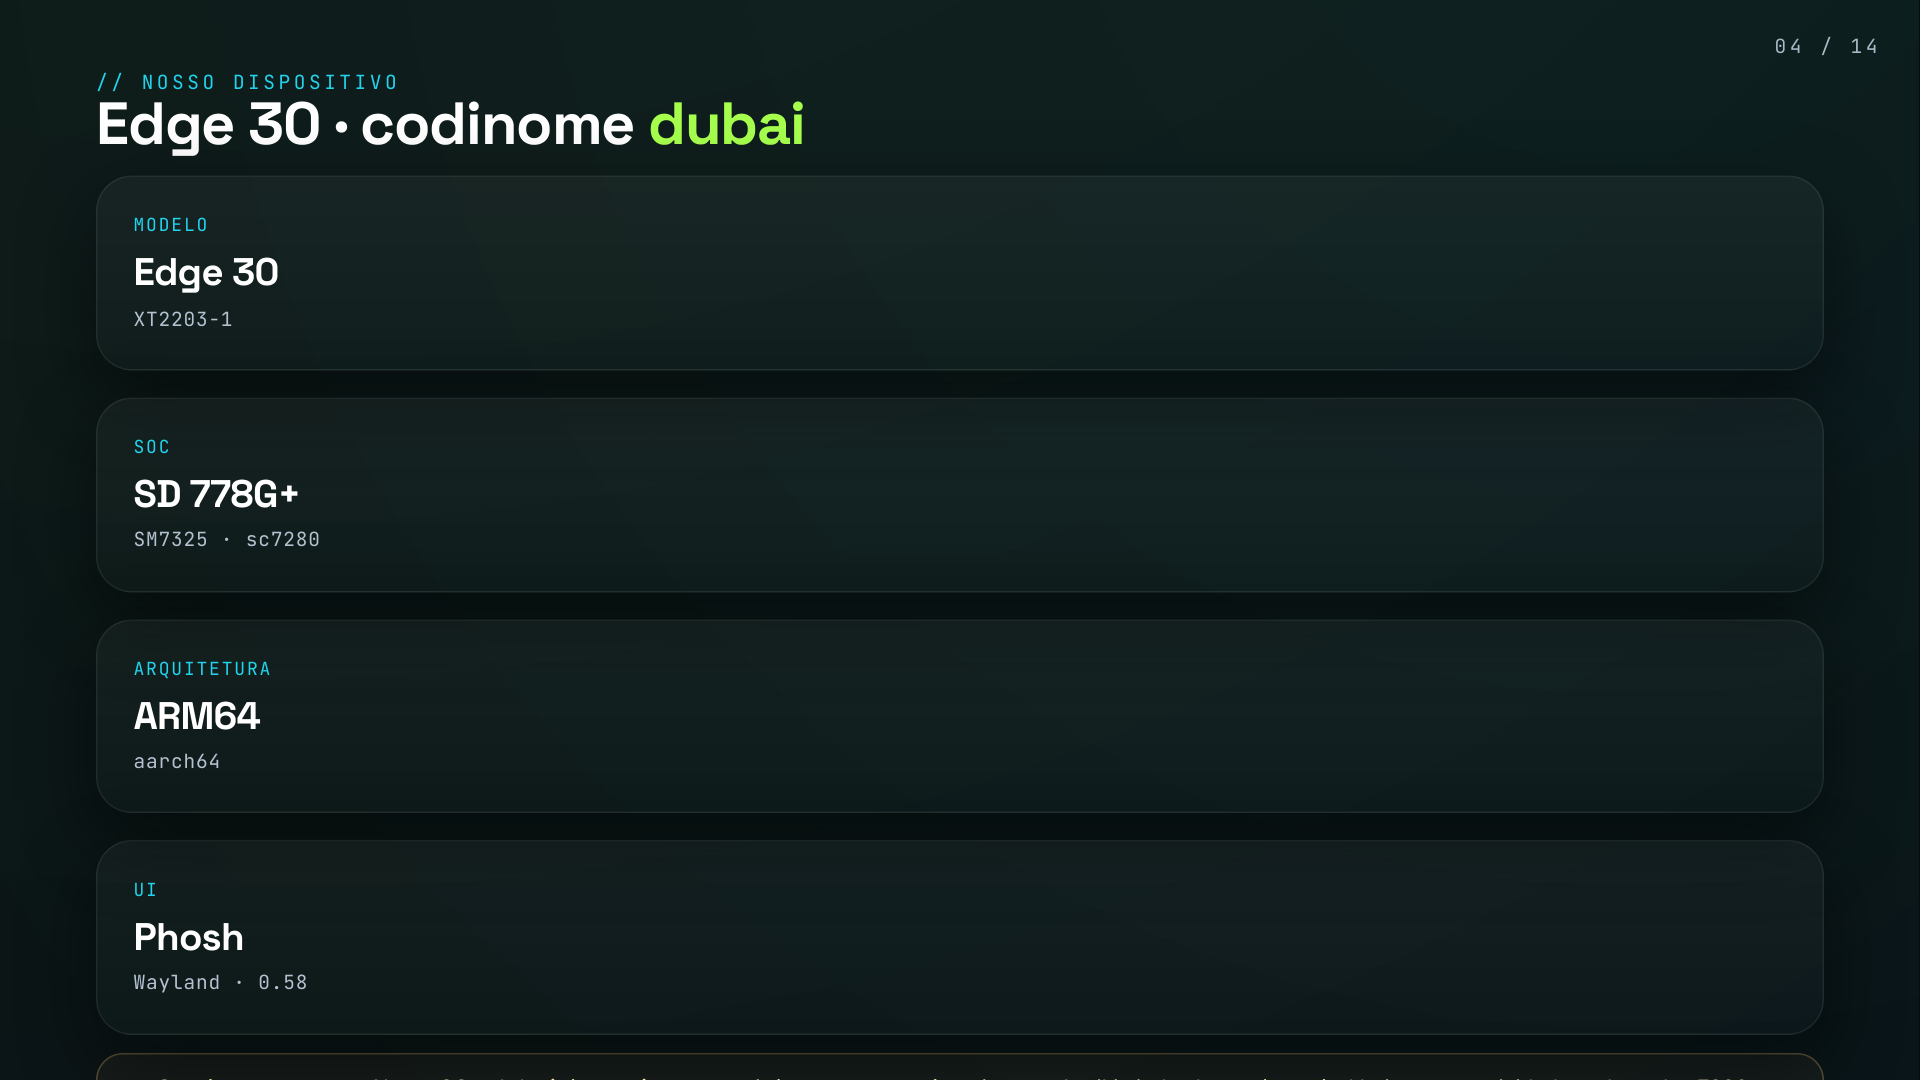 04 / 14
// NOSSO DISPOSITIVO
Edge 30 · codinome dubai
MODELO
Edge 30
XT2203-1
SOC
SD 778G+
SM7325 · sc7280
ARQUITETURA
ARM64
aarch64
UI
Phosh
Wayland · 0.58